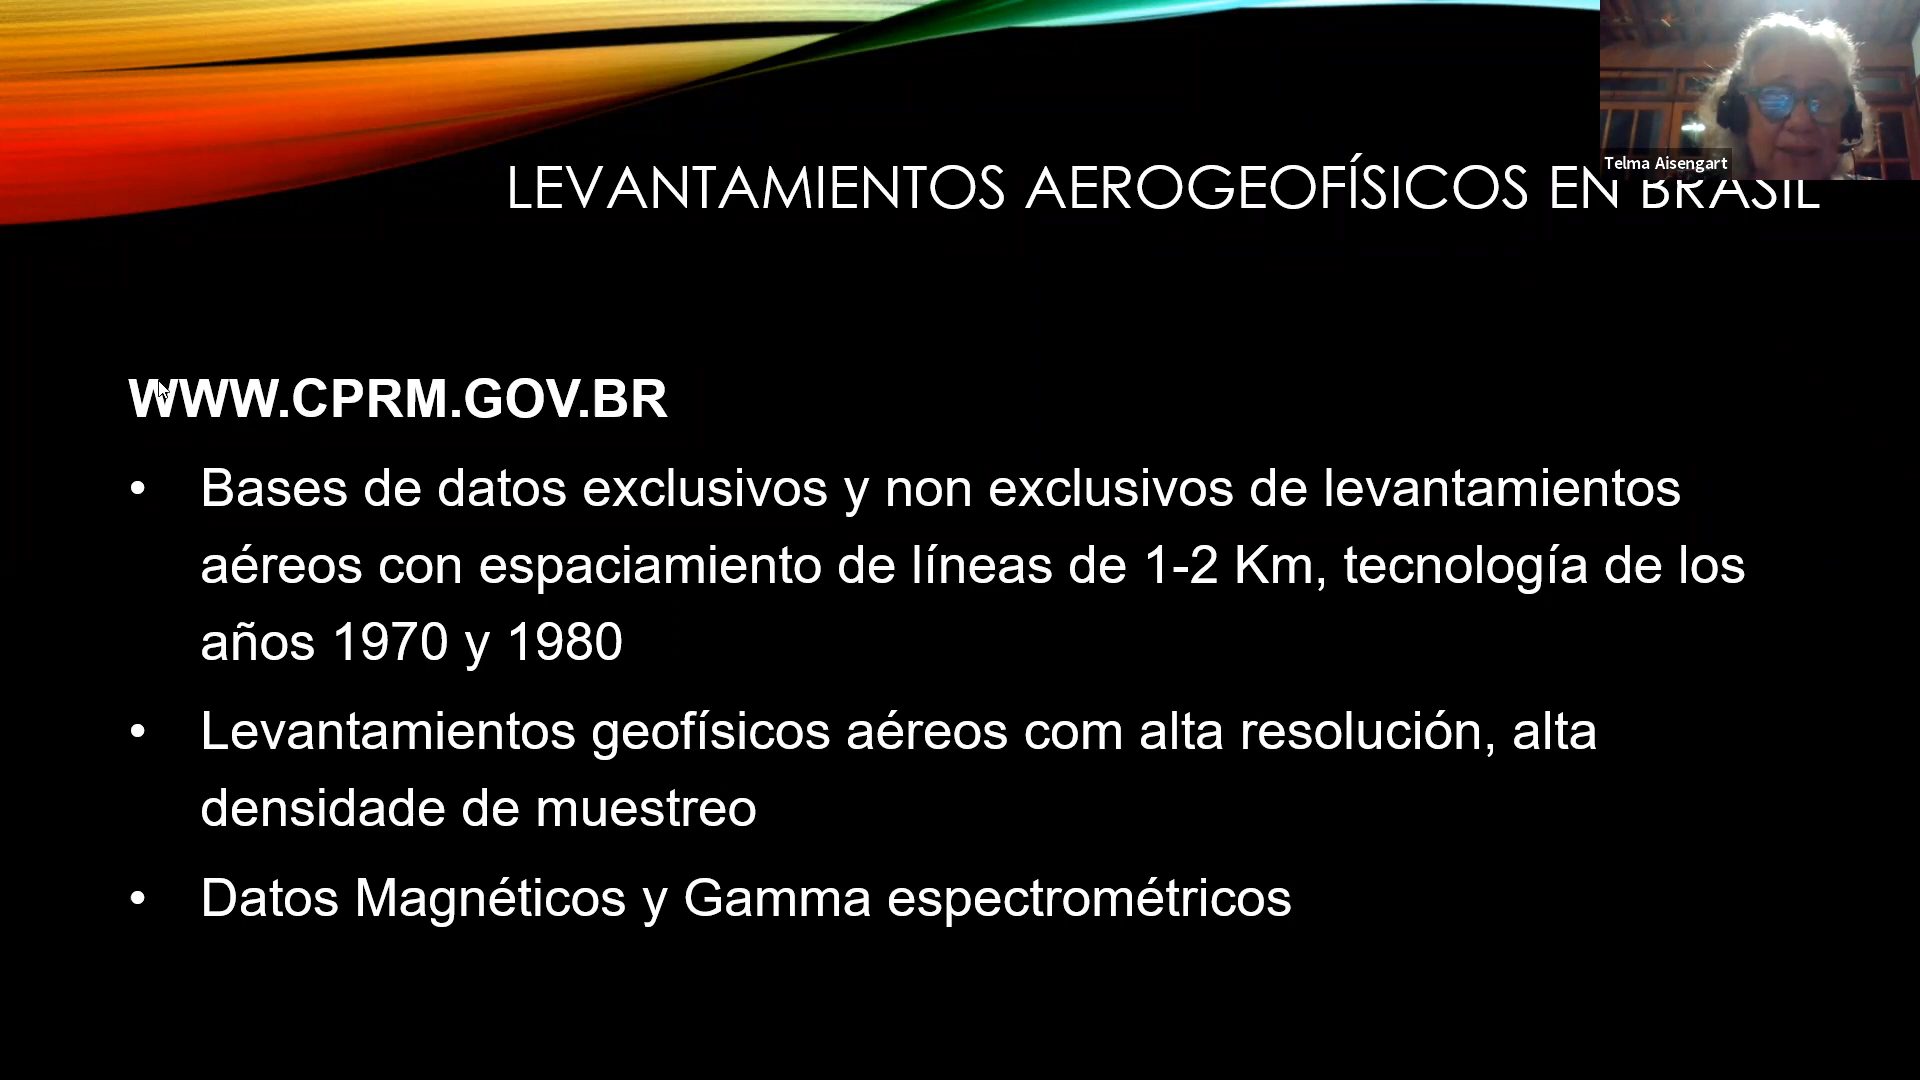 Telma Aisengart
LEVANTAMIENTOS AEROGEOFÍSICOS EN BRASIL
WWW.CPRM.GOV.BR
• Bases de datos exclusivos y non exclusivos de levantamientos
aéreos con espaciamiento de líneas de 1-2 Km, tecnología de los
años 1970 y 1980
• Levantamientos geofísicos aéreos com alta resolución, alta
densidade de muestreo
• Datos Magnéticos y Gamma espectrométricos